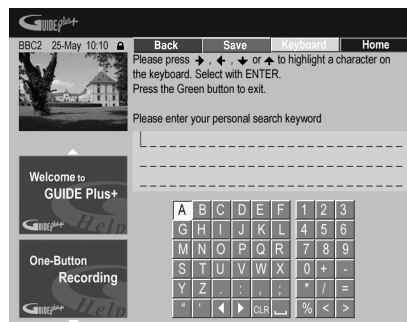 GUIDE Plus+
BBC2 25-May 10:10
Back Save Keyboard Home
Please press , , or to highlight a character on
the keyboard. Select with ENTER.
Press the Green button to exit.
Please enter your personal search keyword
Welcome to
GUIDE Plus+
GUIDE Plus+ Help
One-Button
Recording
GUIDE Plus+ Help
A B C D E F 1 2 3
G H I J K L 4 5 6
M N O P Q R 7 8 9
S T U V W X 0 + -
Y Z . : , ; * / =
" ' CLR % < >